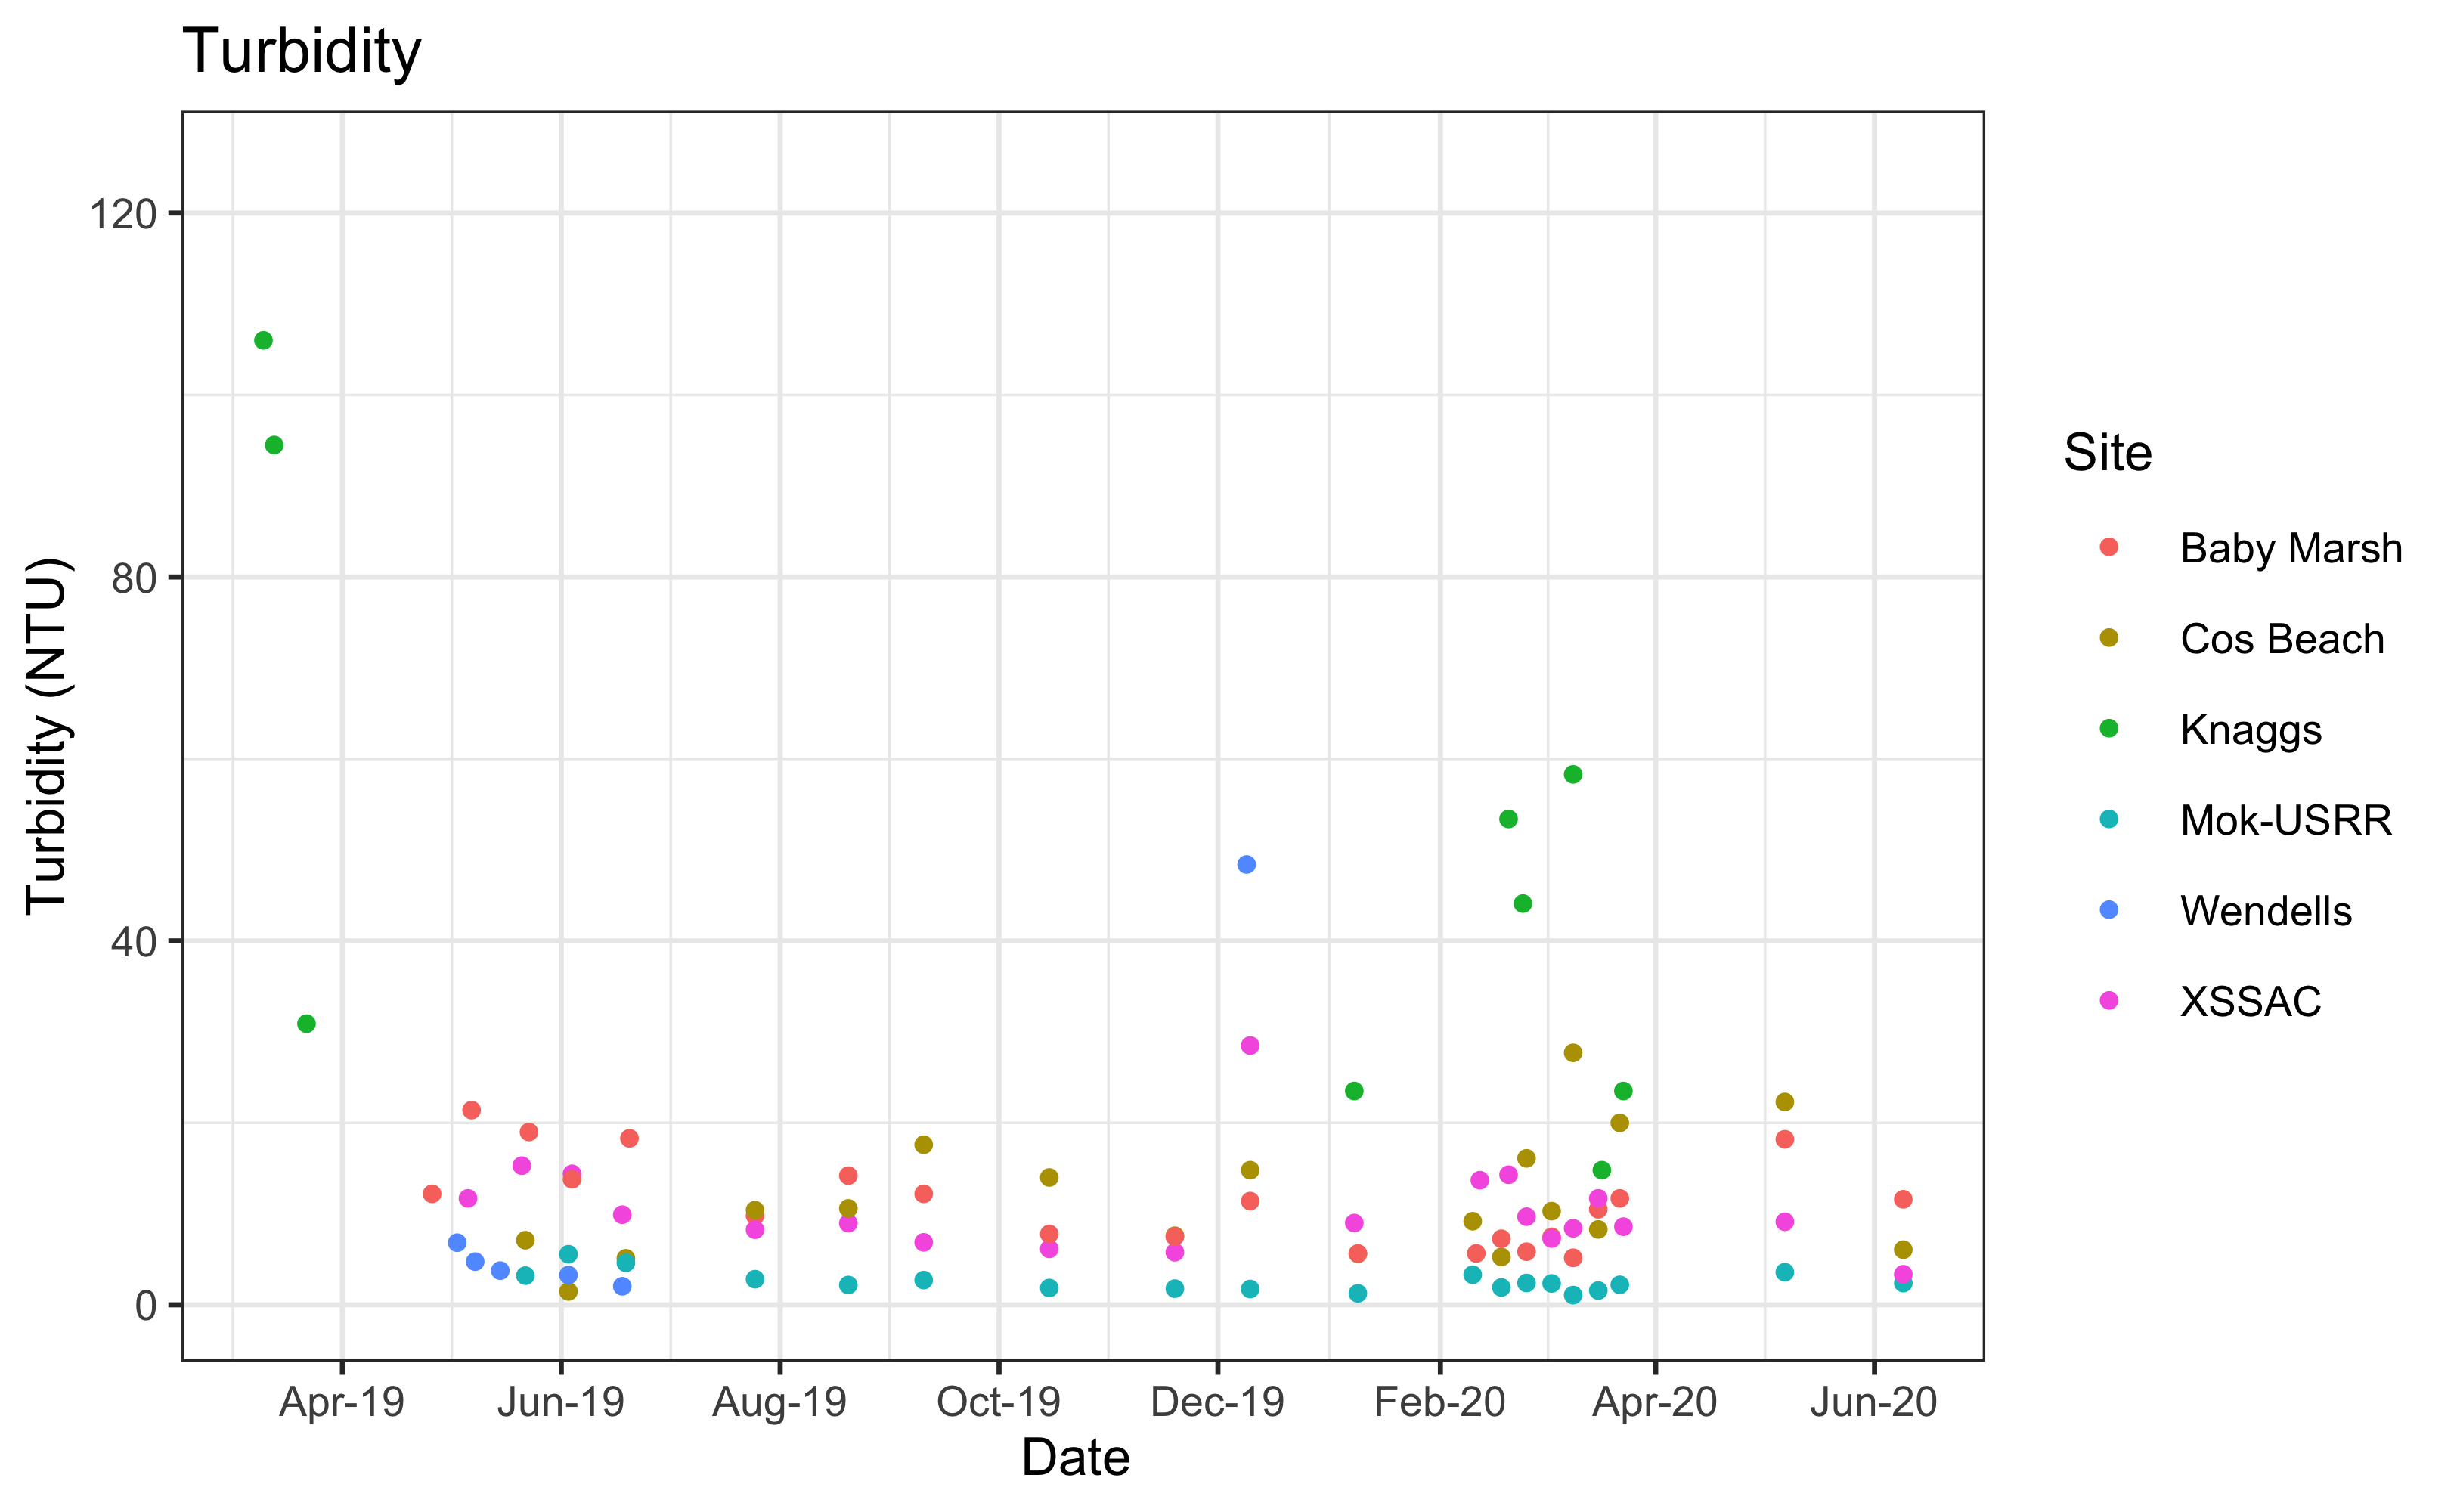 Turbidity
120
80
40
0
Turbidity (NTU)
Apr-19 Jun-19 Aug-19 Oct-19 Dec-19 Feb-20 Apr-20 Jun-20
Date
Site
Baby Marsh
Cos Beach
Knaggs
Mok-USRR
Wendells
XSSAC